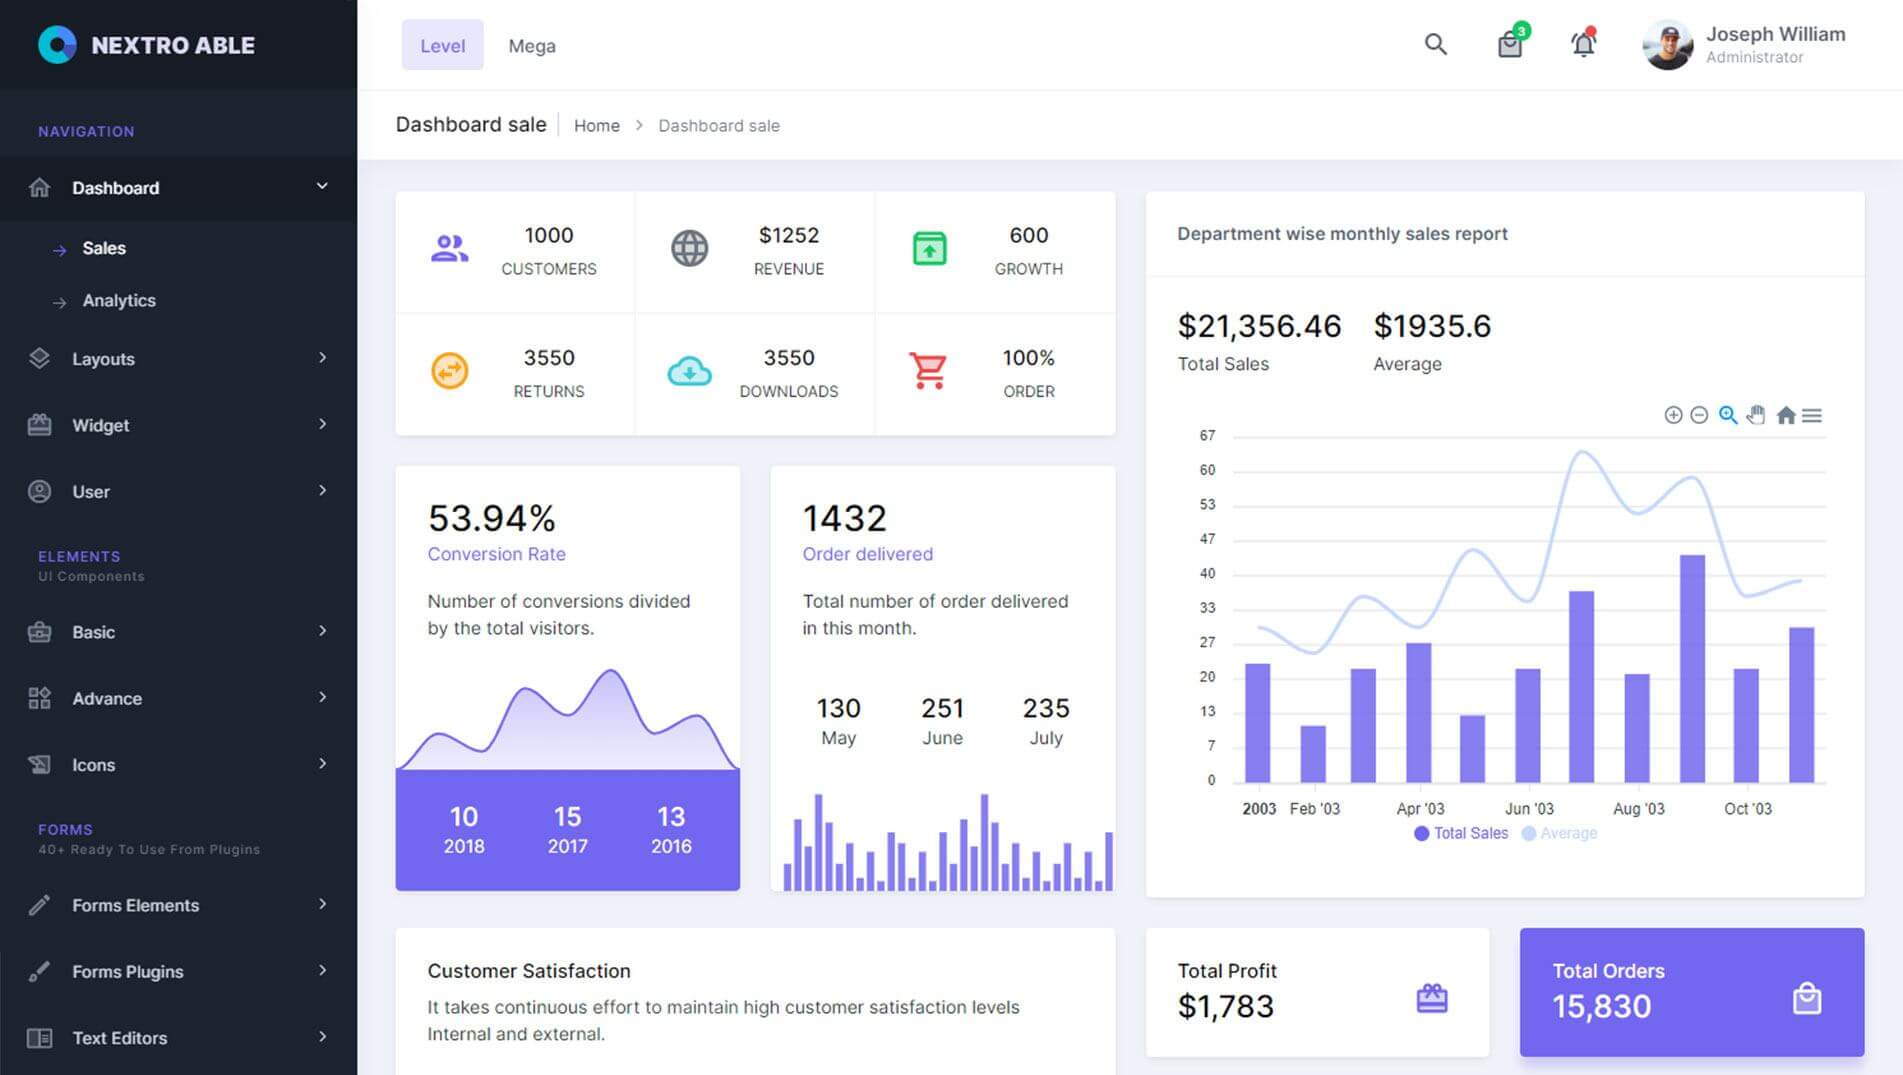 NEXTRO ABLE
NAVIGATION
Dashboard
Sales
Analytics
Layouts
Widget
User
ELEMENTS
UI Components
Basic
Advance
Icons
FORMS
40+ Ready To Use From Plugins
Forms Elements
Forms Plugins
Text Editors
Level
Mega
3
Joseph William
Administrator
Dashboard sale
Home
Dashboard sale
1000
CUSTOMERS
$1252
REVENUE
600
GROWTH
3550
RETURNS
3550
DOWNLOADS
100%
ORDER
53.94%
Conversion Rate
Number of conversions divided
by the total visitors.
10
2018
15
2017
13
2016
1432
Order delivered
Total number of order delivered
in this month.
130
May
251
June
235
July
Department wise monthly sales report
$21,356.46
Total Sales
$1935.6
Average
67
60
53
47
40
33
27
20
13
7
0
2003 Feb '03 Apr '03 Jun '03 Aug '03 Oct '03
Total Sales Average
Customer Satisfaction
It takes continuous effort to maintain high customer satisfaction levels
Internal and external.
Total Profit
$1,783
Total Orders
15,830